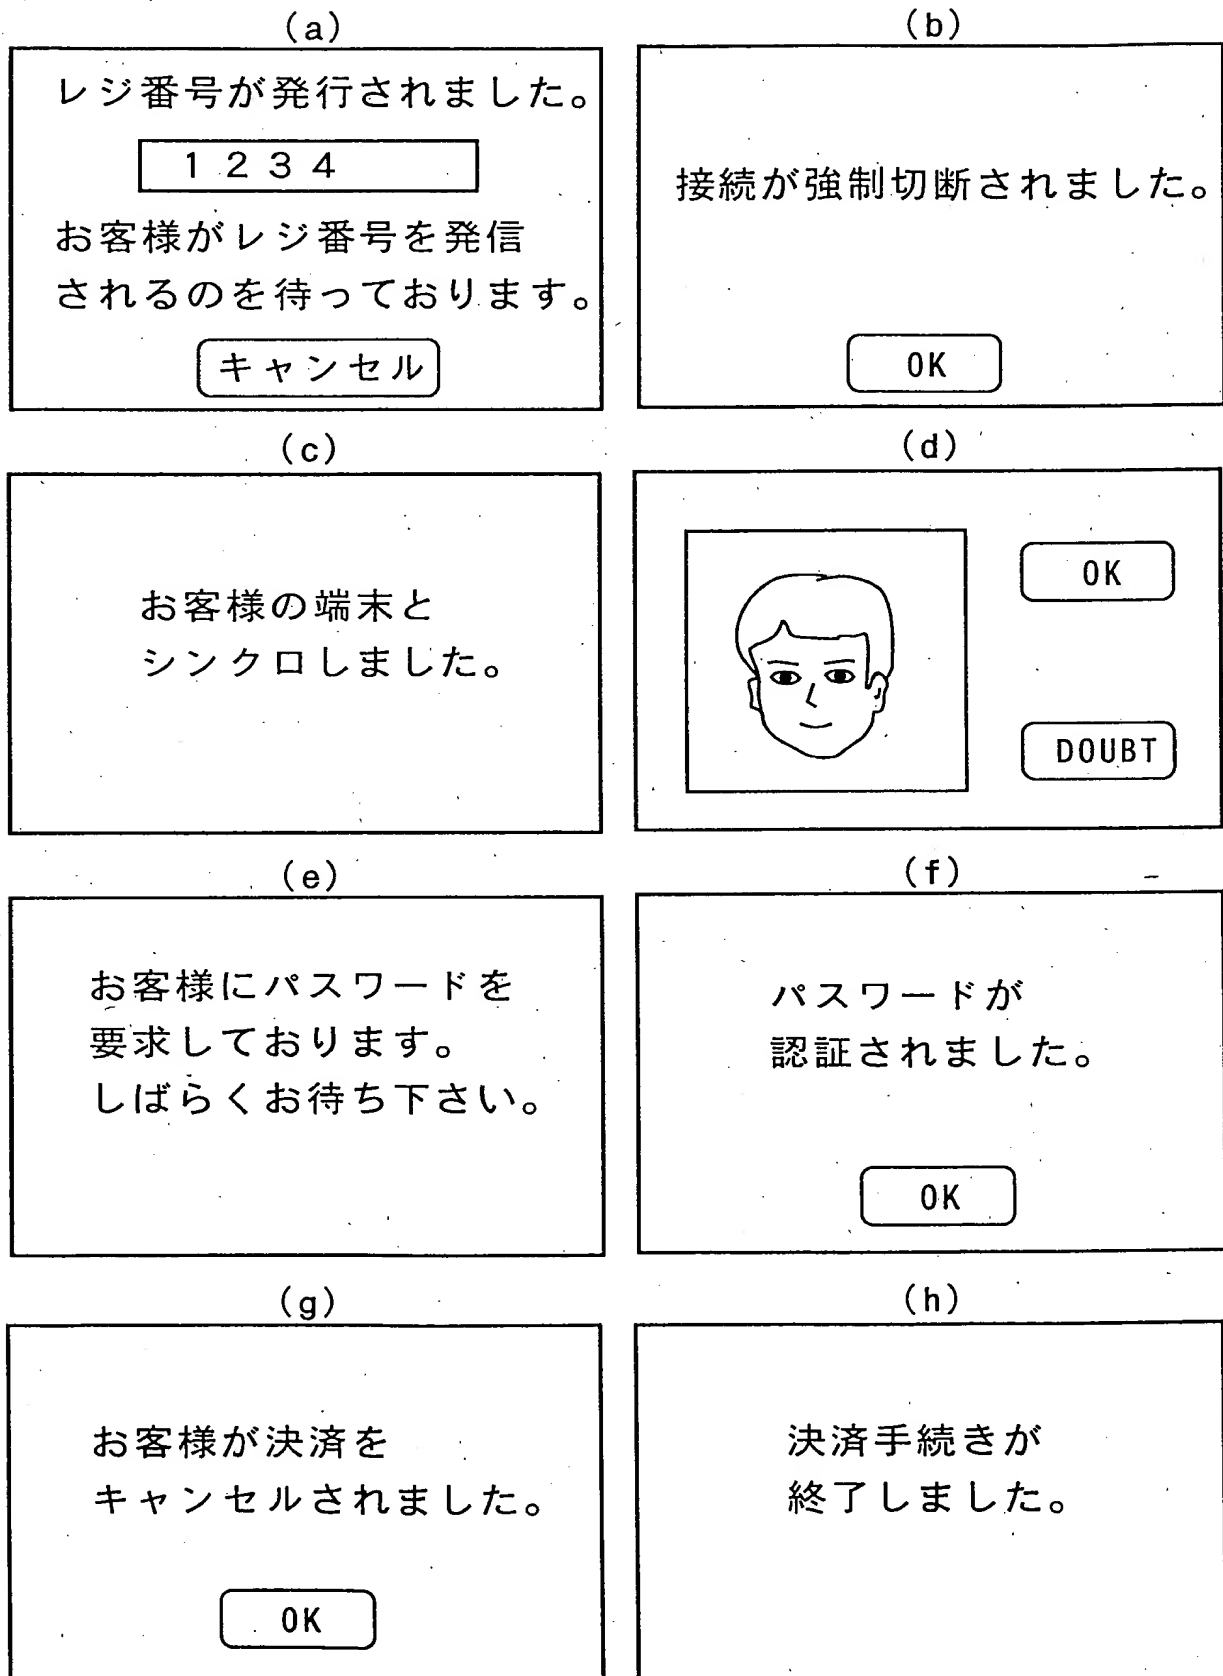 (a)
レジ番号が発行されました。
1234
お客様がレジ番号を発信
されるのを待っております。
キャンセル
(b)
接続が強制切断されました。
OK
(c)
お客様の端末と
シンクロしました。
(d)
OK
DOUBT
(e)
お客様にパスワードを
要求しております。
しばらくお待ち下さい。
(f)
パスワードが
認証されました。
OK
(g)
お客様が決済を
キャンセルされました。
OK
(h)
決済手続きが
終了しました。